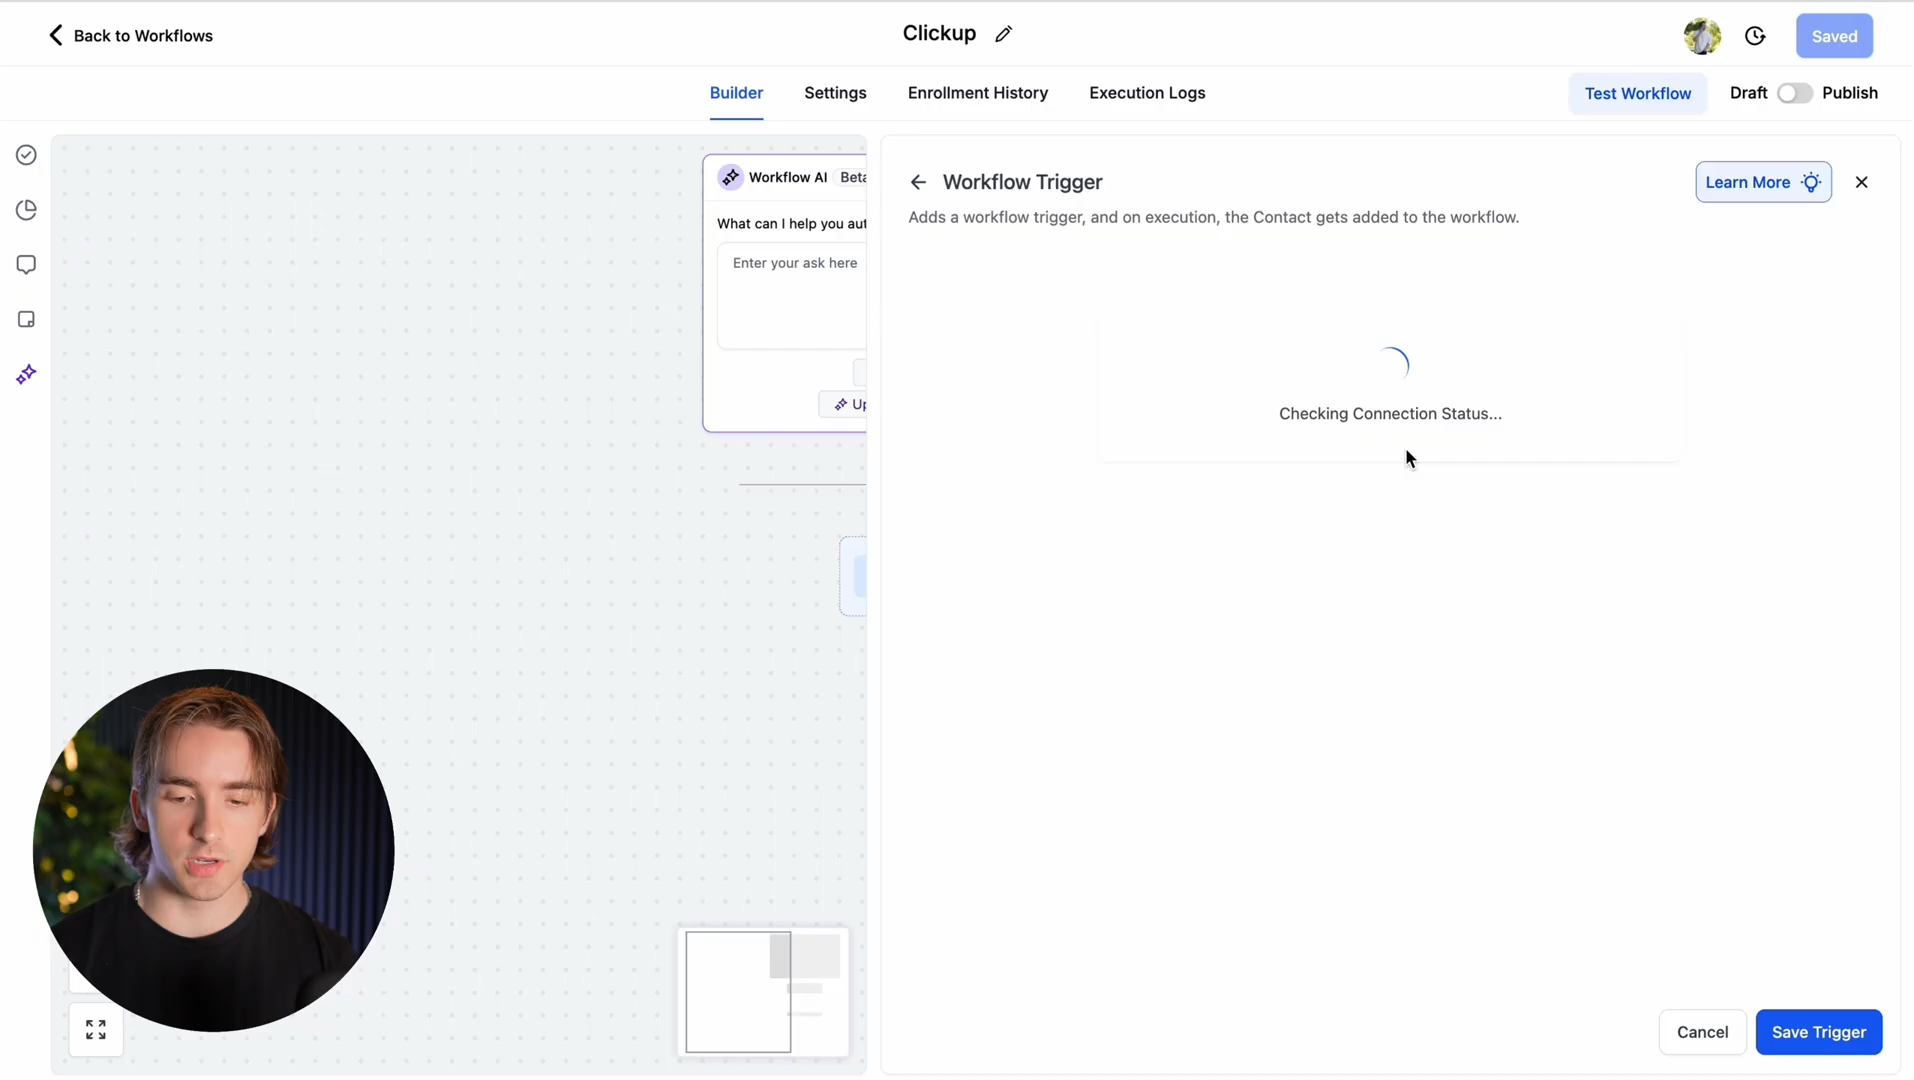 Back to Workflows
Clickup
Saved
Builder
Settings
Enrollment History
Execution Logs
Test Workflow
Draft
Publish
Workflow AI
Beta
What can I help you aut
Enter your ask here
Up
Workflow Trigger
Learn More
Adds a workflow trigger, and on execution, the Contact gets added to the workflow.
Checking Connection Status...
Cancel
Save Trigger